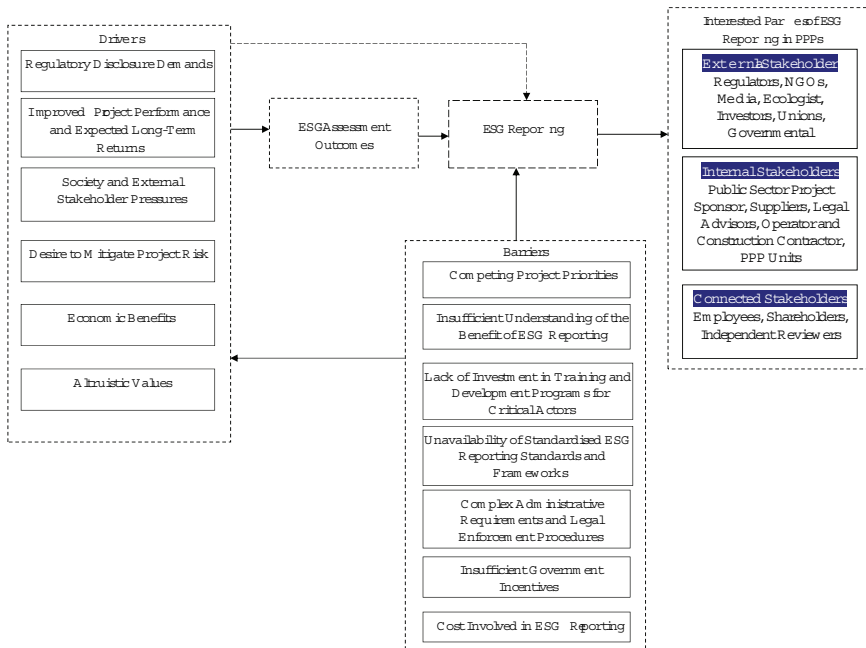 Drivers
Regulatory Disclosure Demands
Improved Project Performance
and Expected Long-Term
Returns
Society and External
Stakeholder Pressures
Desire to Mitigate Project Risk
Economic Benefits
Altruistic Values
ESG Assessment
Outcomes
ESG Repor ng
Barriers
Competing Project Priorities
Insufficient Understanding of the
Benefit of ESG Reporting
Lack of Investment in Training and
Development Programs for
Critical Actors
Unavailability of Standardised ESG
Reporting Standards and
Frameworks
Complex Administrative
Requirements and Legal
Enforcement Procedures
Insufficient Government
Incentives
Cost Involved in ESG Reporting
Interested Par es of ESG
Repor ng in PPPs
External Stakeholder
Regulators, NGOs,
Media, Ecologist,
Investors, Unions,
Governmental
Internal Stakeholders
Public Sector Project
Sponsor, Suppliers, Legal
Advisors, Operator and
Construction Contractor,
PPP Units
Connected Stakeholders
Employees, Shareholders,
Independent Reviewers